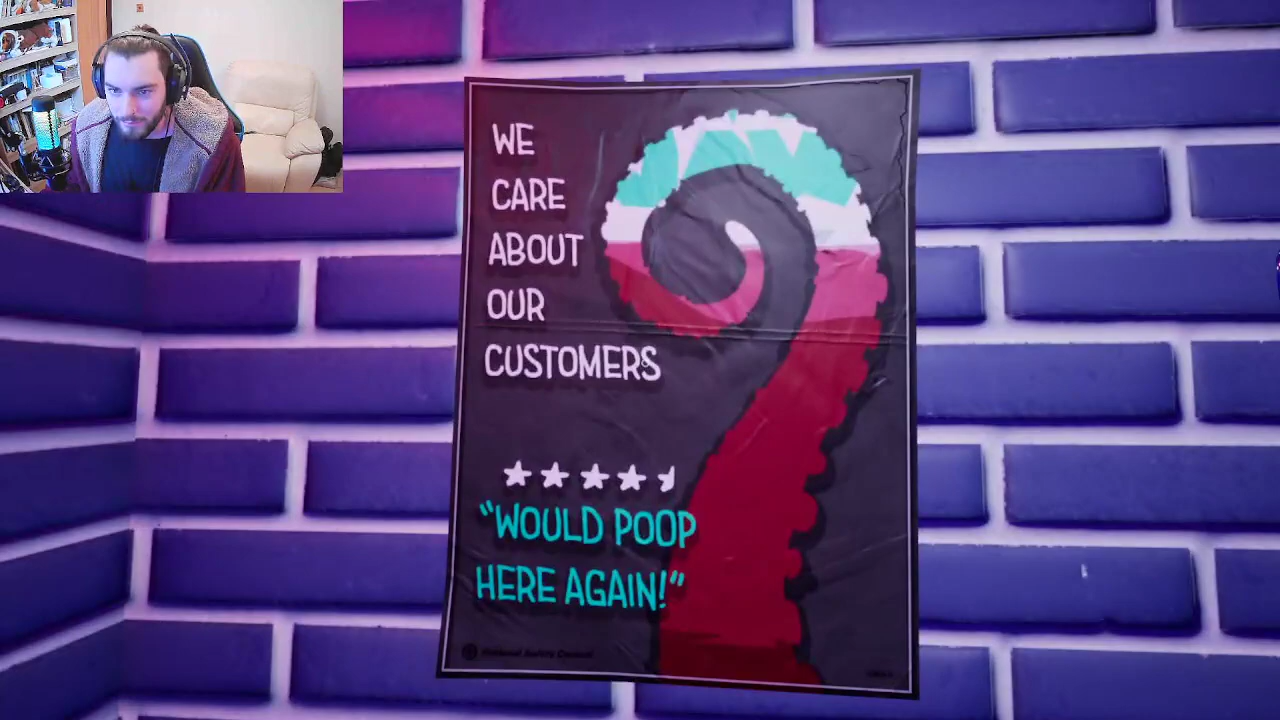 WE
CARE
ABOUT
OUR
CUSTOMERS
“WOULD POOP
HERE AGAIN!”